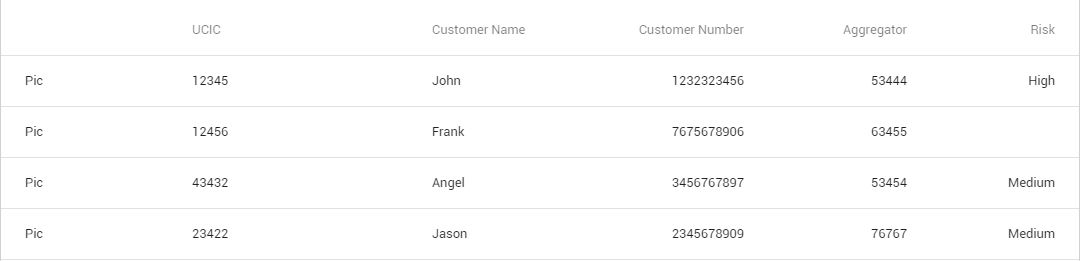 UCIC Customer Name Customer Number Aggregator Risk
Pic 12345 John 1232323456 53444 High
Pic 12456 Frank 7675678906 63455
Pic 43432 Angel 3456767897 53454 Medium
Pic 23422 Jason 2345678909 76767 Medium